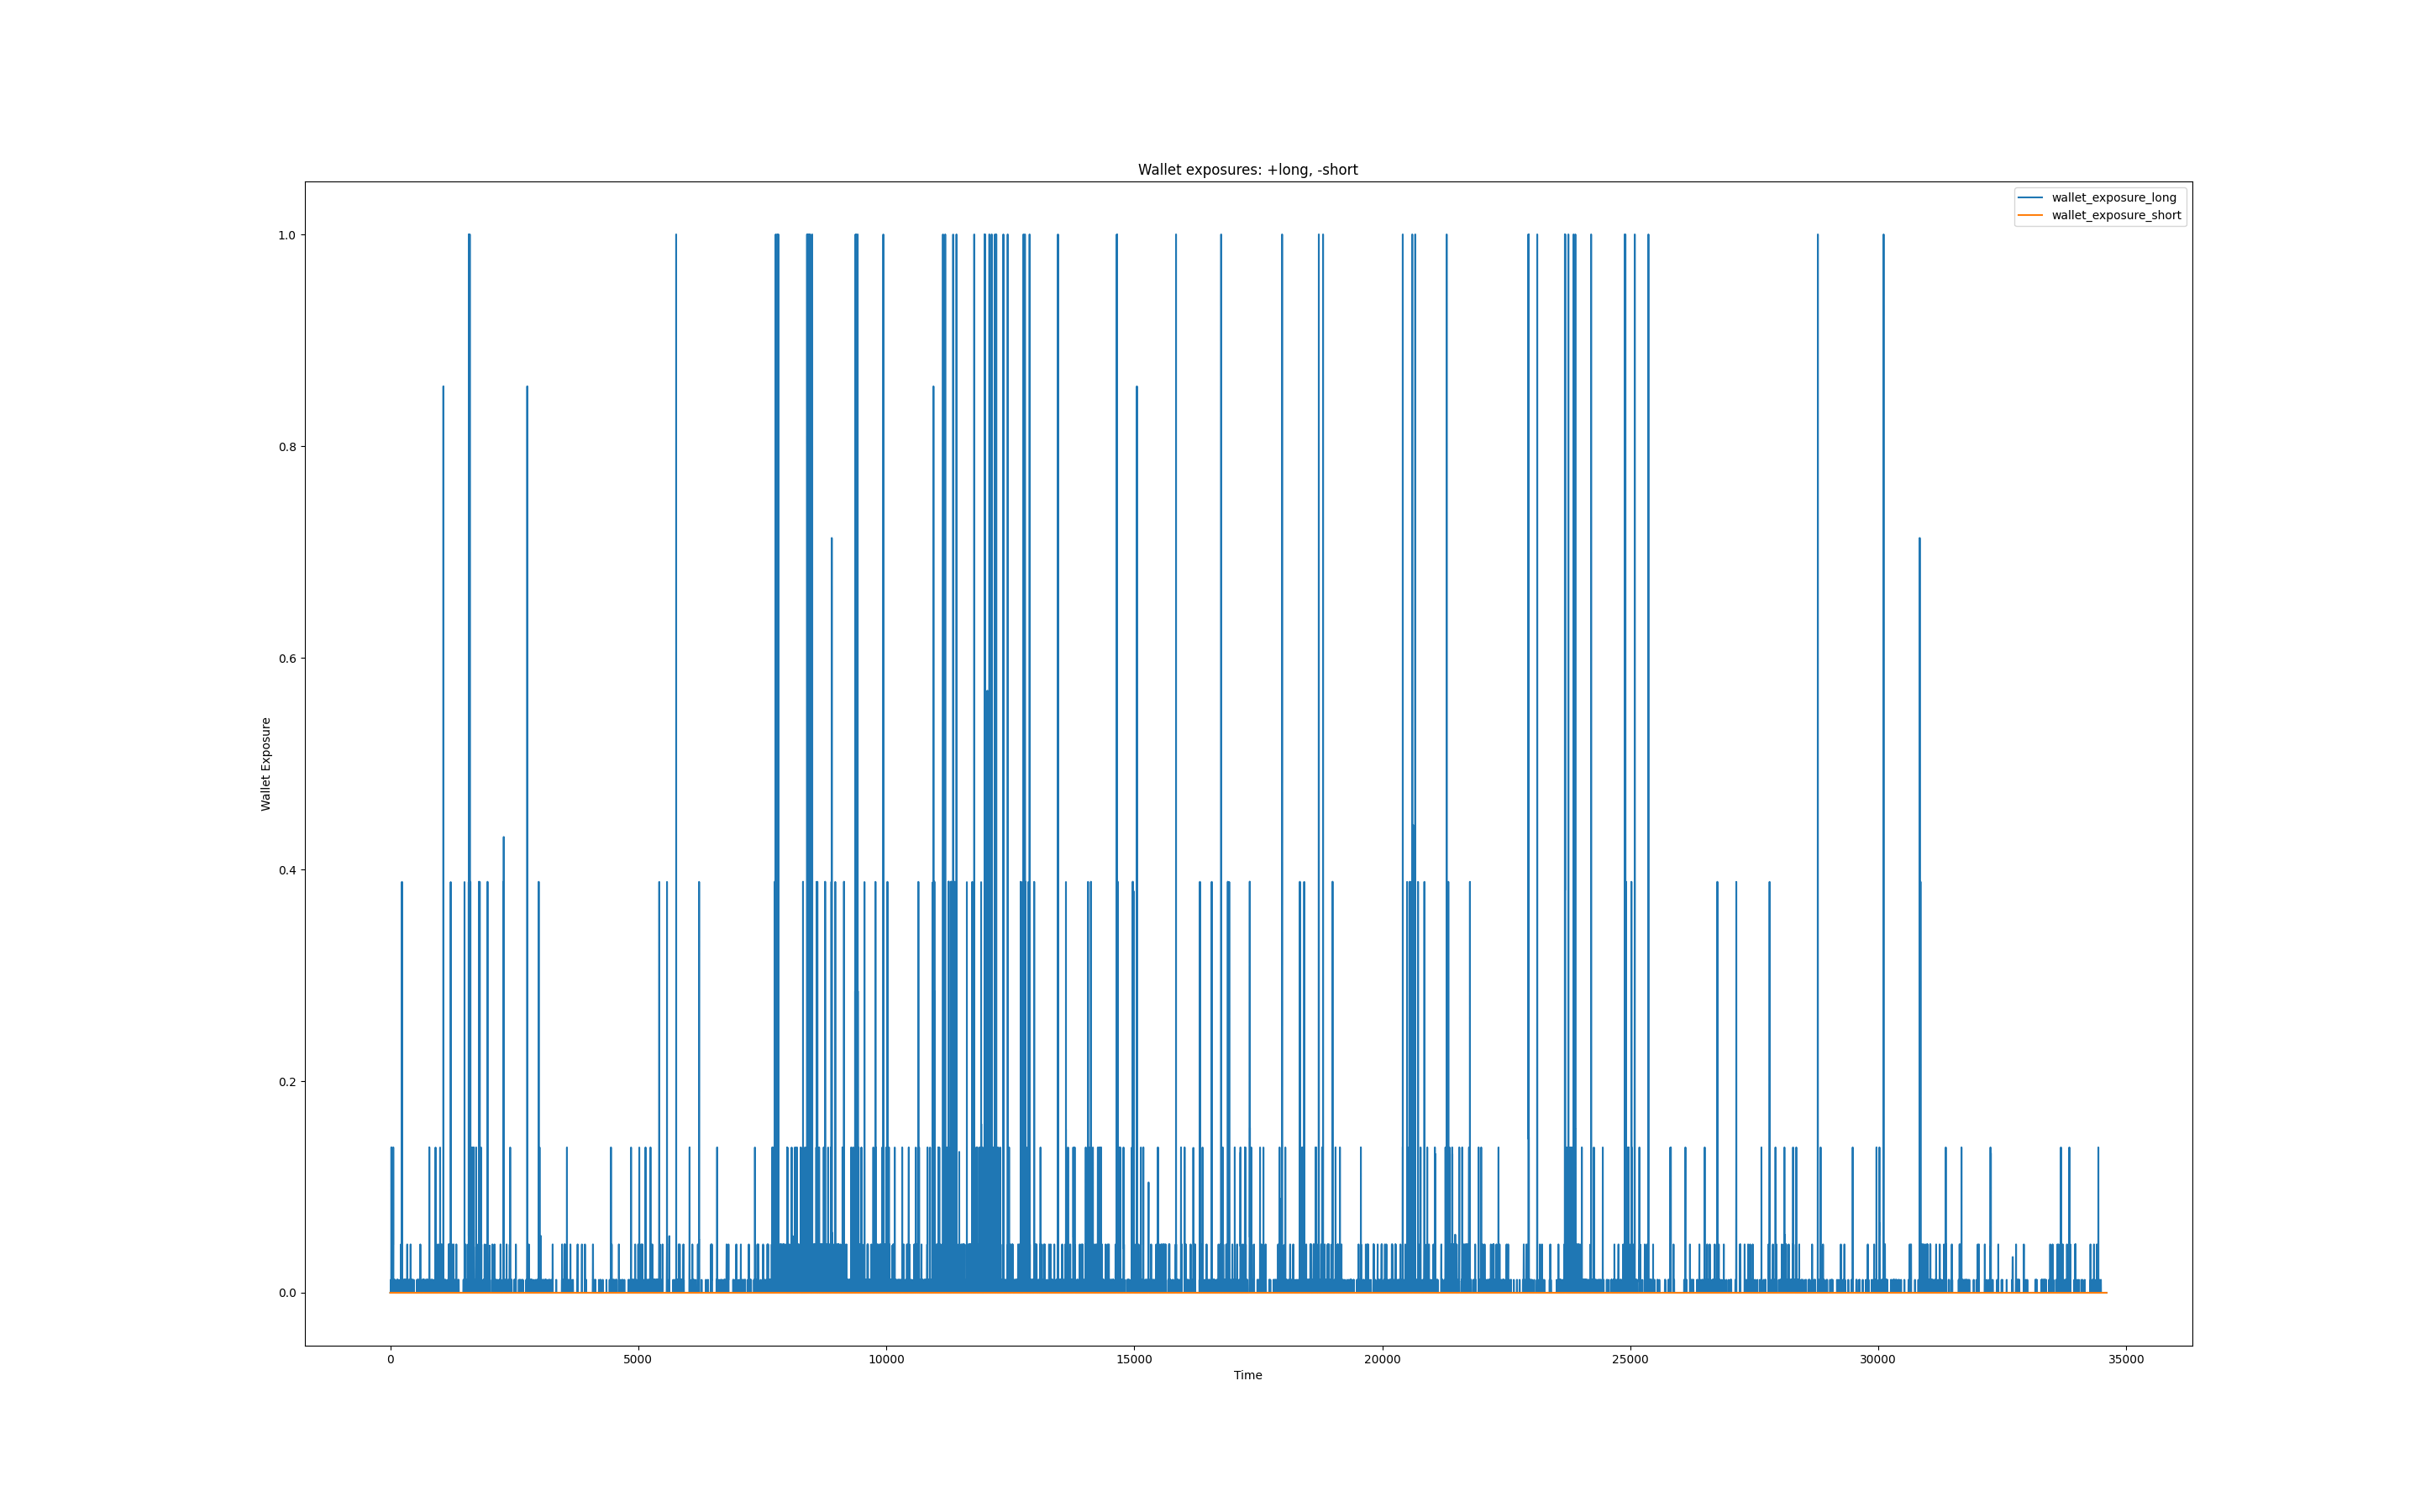 Wallet exposures: +long, -short
wallet_exposure_long
wallet_exposure_short
1.0
0.8
0.6
0.4
0.2
0.0
Wallet Exposure
0 5000 10000 15000 20000 25000 30000 35000
Time